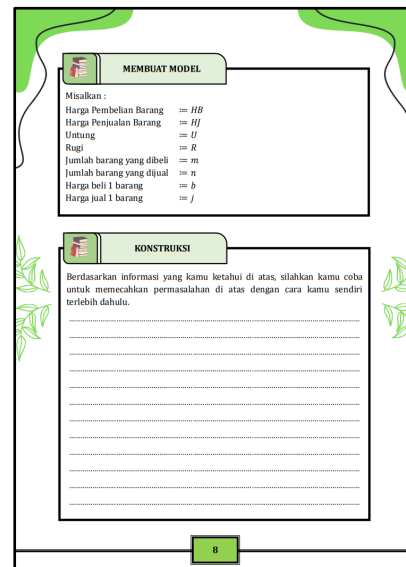 MEMBUAT MODEL
Misalkan :
Harga Pembelian Barang ≔ HB
Harga Penjualan Barang ≔ HJ
Untung ≔ U
Rugi ≔ R
Jumlah barang yang dibeli ≔ m
Jumlah barang yang dijual ≔ n
Harga beli 1 barang ≔ b
Harga jual 1 barang ≔ j
KONSTRUKSI
Berdasarkan informasi yang kamu ketahui di atas, silahkan kamu coba
untuk memecahkan permasalahan di atas dengan cara kamu sendiri
terlebih dahulu.
8